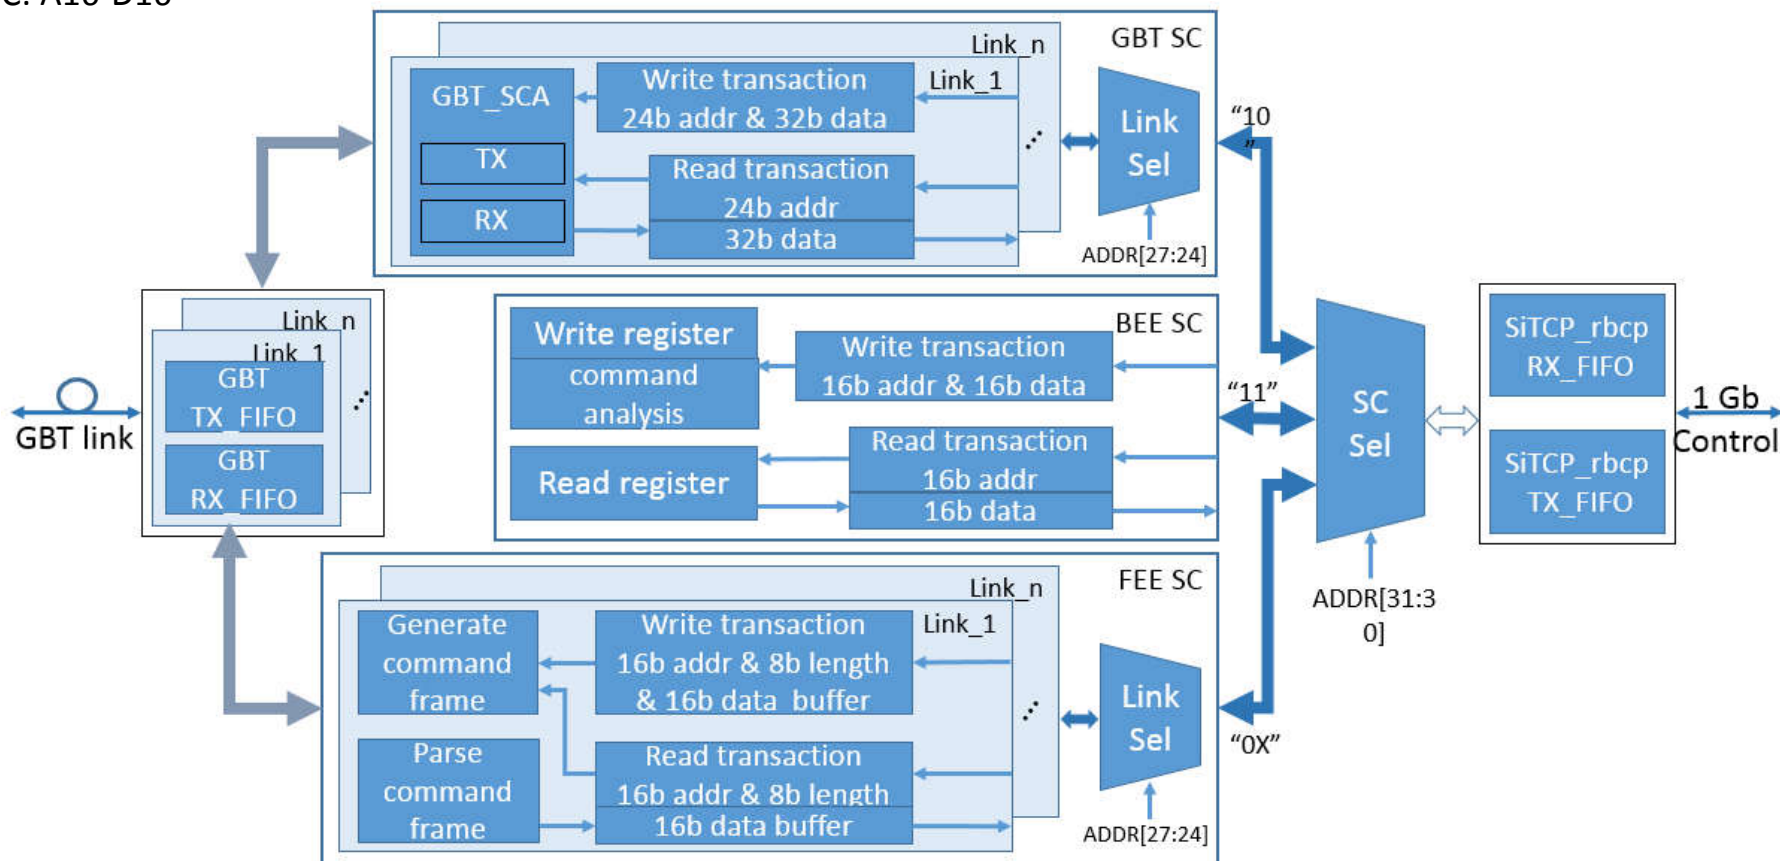 C: A16 D16
GBT SC
Link_n
Link_1
GBT_SCA
TX
RX
Write transaction
24b addr & 32b data
Read transaction
24b addr
32b data
Link
Sel
ADDR[27:24]
“10
”
Link_n
Link_1
GBT
TX_FIFO
GBT
RX_FIFO
GBT link
BEE SC
Write register
command
analysis
Write transaction
16b addr & 16b data
Read register
Read transaction
16b addr
16b data
“11”
SC
Sel
ADDR[31:3
0]
SiTCP_rbcp
RX_FIFO
SiTCP_rbcp
TX_FIFO
1 Gb
Control
FEE SC
Link_n
Link_1
Generate
command
frame
Write transaction
16b addr & 8b length
& 16b data buffer
Parse
command
frame
Read transaction
16b addr & 8b length
16b data buffer
Link
Sel
ADDR[27:24]
“0X”